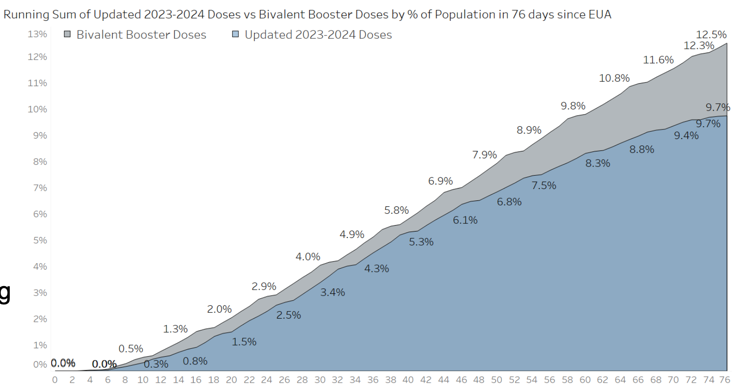 Running Sum of Updated 2023-2024 Doses vs Bivalent Booster Doses by % of Population in 76 days since EUA
Bivalent Booster Doses Updated 2023-2024 Doses
13%
12%
11%
10%
9%
8%
7%
6%
5%
4%
3%
2%
1%
0%
g
0.0% 0.0% 0.5% 1.3% 2.0% 2.9% 4.0% 4.9% 5.8% 6.9% 7.9% 8.9% 9.8% 10.8% 11.6% 12.3% 12.5%
0.0% 0.0% 0.3% 0.8% 1.5% 2.5% 3.4% 4.3% 5.3% 6.1% 6.8% 7.5% 8.3% 8.8% 9.4% 9.7% 9.7%
0 2 4 6 8 10 12 14 16 18 20 22 24 26 28 30 32 34 36 38 40 42 44 46 48 50 52 54 56 58 60 62 64 66 68 70 72 74 76